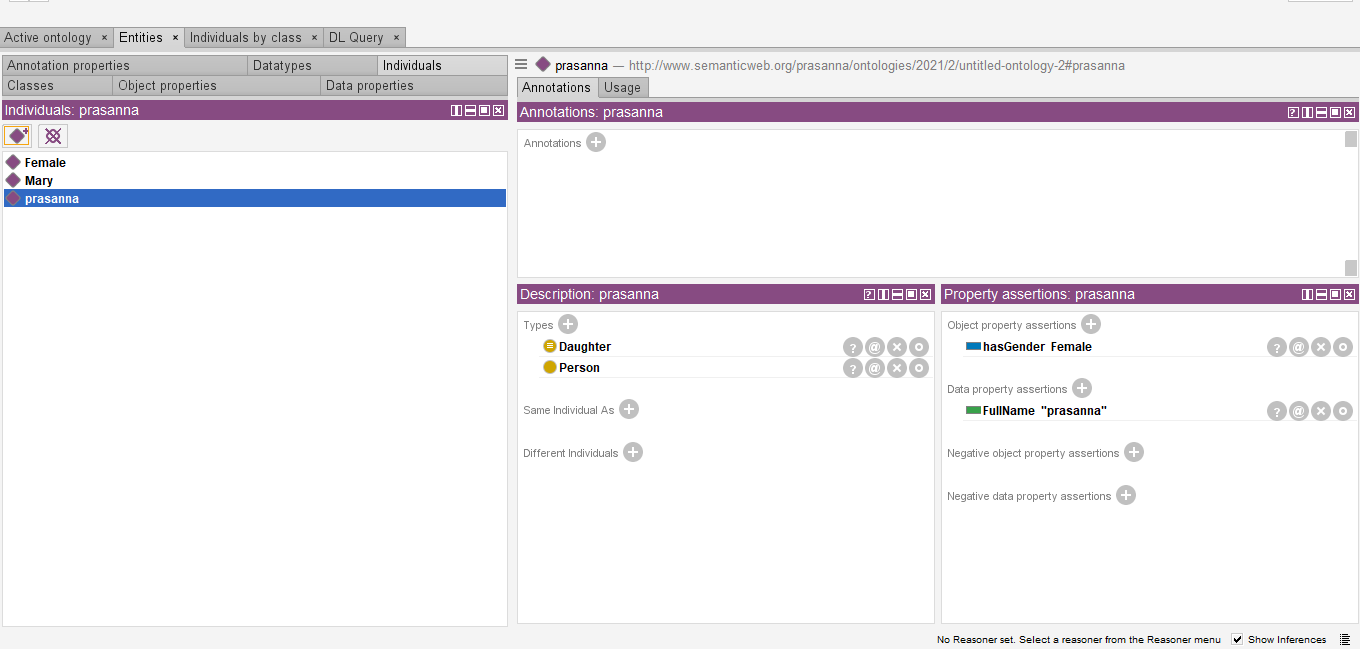 Active ontology × Entities × Individuals by class × DL Query ×
Annotation properties Datatypes Individuals
Classes Object properties Data properties
Individuals: prasanna
Female
Mary
prasanna
prasanna — http://www.semanticweb.org/prasanna/ontologies/2021/2/untitled-ontology-2#prasanna
Annotations Usage
Annotations: prasanna
Annotations
Description: prasanna
Types
Daughter
Person
Same Individual As
Different Individuals
Property assertions: prasanna
Object property assertions
hasGender Female
Data property assertions
FullName "prasanna"
Negative object property assertions
Negative data property assertions
No Reasoner set. Select a reasoner from the Reasoner menu Show Inferences